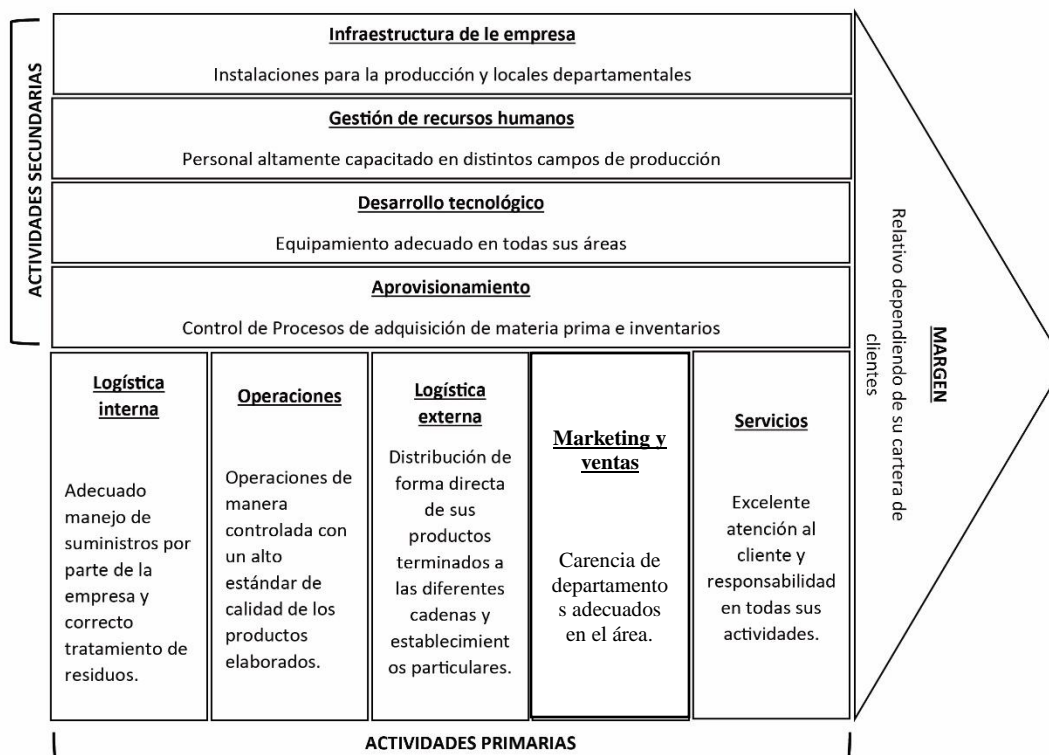 ACTIVIDADES SECUNDARIAS
Infraestructura de le empresa
Instalaciones para la producción y locales departamentales
Gestión de recursos humanos
Personal altamente capacitado en distintos campos de producción
Desarrollo tecnológico
Equipamiento adecuado en todas sus áreas
Aprovisionamiento
Control de Procesos de adquisición de materia prima e inventarios
Logística
interna
Adecuado
manejo de
suministros por
parte de la
empresa y
correcto
tratamiento de
residuos.
Operaciones
Operaciones de
manera
controlada con
un alto
estándar de
calidad de los
productos
elaborados.
Logística
externa
Distribución de
forma directa
de sus
productos
terminados a
las diferentes
cadenas y
establecimient
os particulares.
Marketing y
ventas
Carencia de
departamento
s adecuados
en el área.
Servicios
Excelente
atención al
cliente y
responsabilidad
en todas sus
actividades.
MARGEN
Relativo dependiendo de su cartera de
clientes
ACTIVIDADES PRIMARIAS